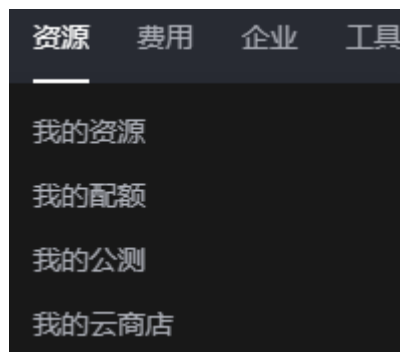 资源 费用 企业 工具
我的资源
我的配额
我的公测
我的云商店